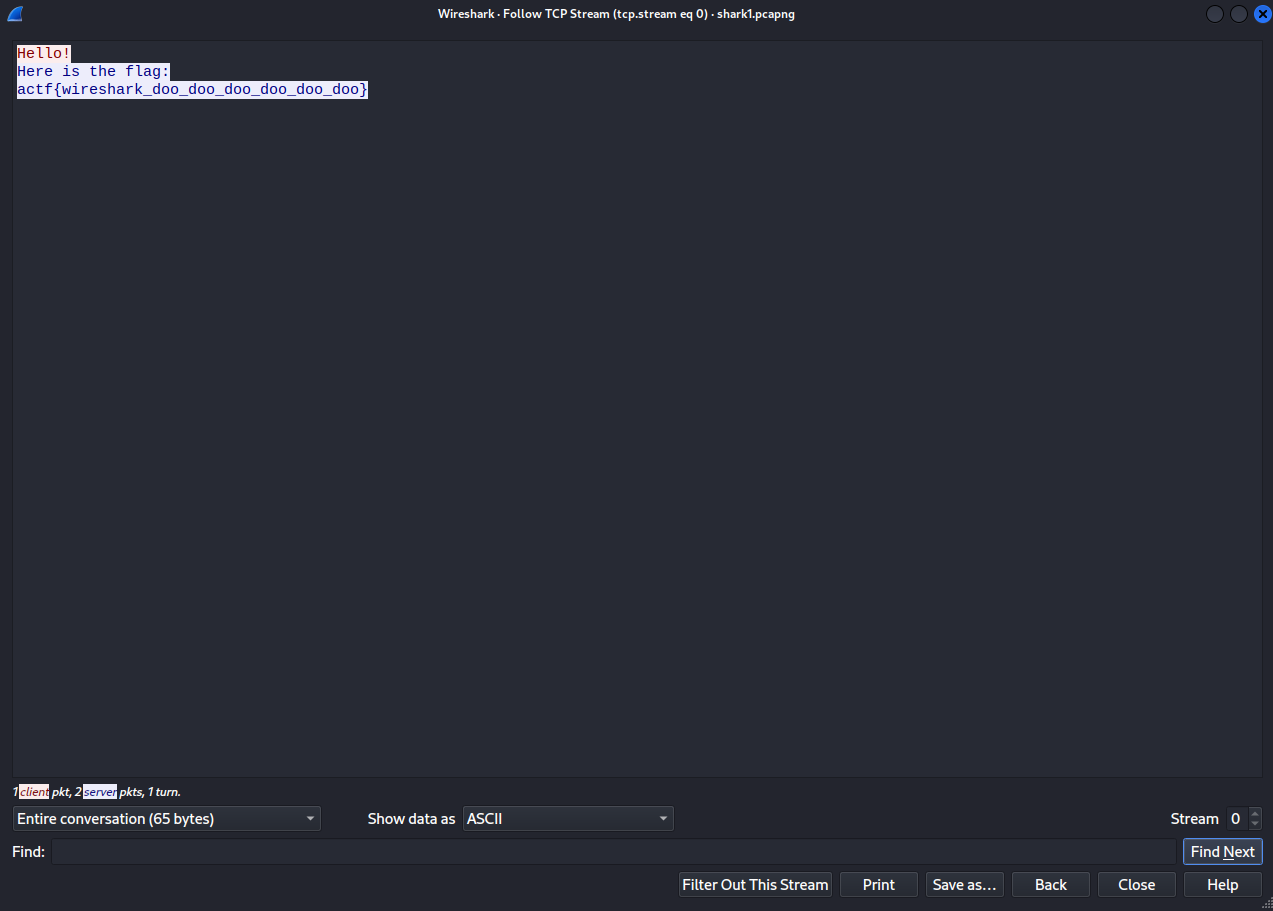 Wireshark · Follow TCP Stream (tcp.stream eq 0) · shark1.pcapng
Hello!
Here is the flag:
actf{wireshark_doo_doo_doo_doo_doo_doo}
1 client pkt, 2 server pkts, 1 turn.
Entire conversation (65 bytes) Show data as ASCII Stream 0
Find: Find Next
Filter Out This Stream Print Save as… Back Close Help